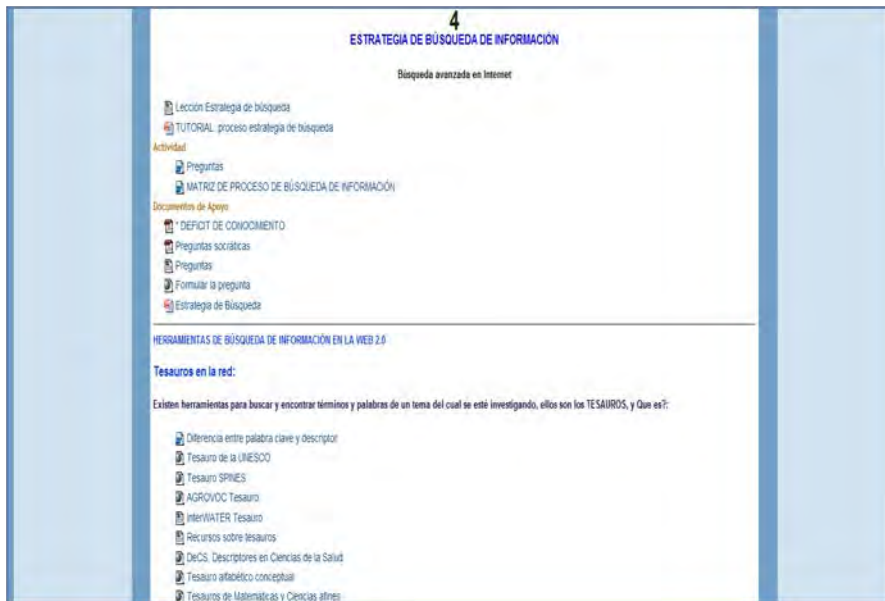 4
ESTRATEGIA DE BÚSQUEDA DE INFORMACIÓN
Búsqueda avanzada en Internet
Lección Estrategia de búsqueda
TUTORIAL: proceso estrategia de búsqueda
Actividad
Preguntas
MATRIZ DE PROCESO DE BÚSQUEDA DE INFORMACIÓN
Documentos de Apoyo
* DEFICIT DE CONOCIMIENTO
Preguntas socráticas
Preguntas
Formular la pregunta
Estrategia de Búsqueda
HERRAMIENTAS DE BÚSQUEDA DE INFORMACIÓN EN LA WEB 2.0
Tesauros en la red:
Existen herramientas para buscar y encontrar términos y palabras de un tema del cual se esté investigando, ellos son los TESAUROS, y Que es?:
Diferencia entre palabra clave y descriptor
Tesauro de la UNESCO
Tesauro SPINES
AGROVOC Tesauro
InterWATER Tesauro
Recursos sobre tesauros
DeCS, Descriptores en Ciencias de la Salud
Tesauro alfabético conceptual
Tesauros de Matemáticas y Ciencias afines